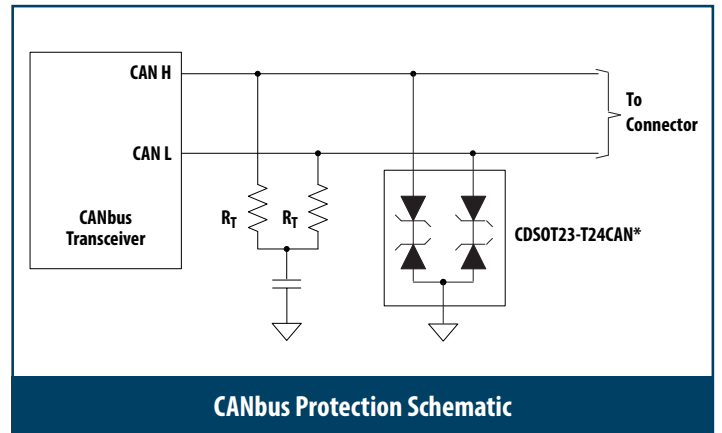 CAN H
To
Connector
CAN L
CANbus
Transceiver
RT
RT
CDSOT23-T24CAN*
CANbus Protection Schematic